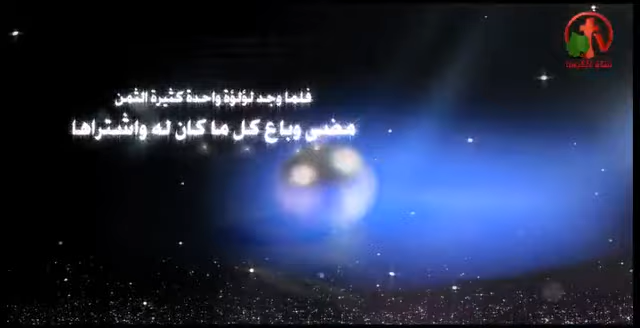 فلما وجد لؤلؤة واحدة كثيرة الثمن
مضى وباع كل ما كان له واشتراها